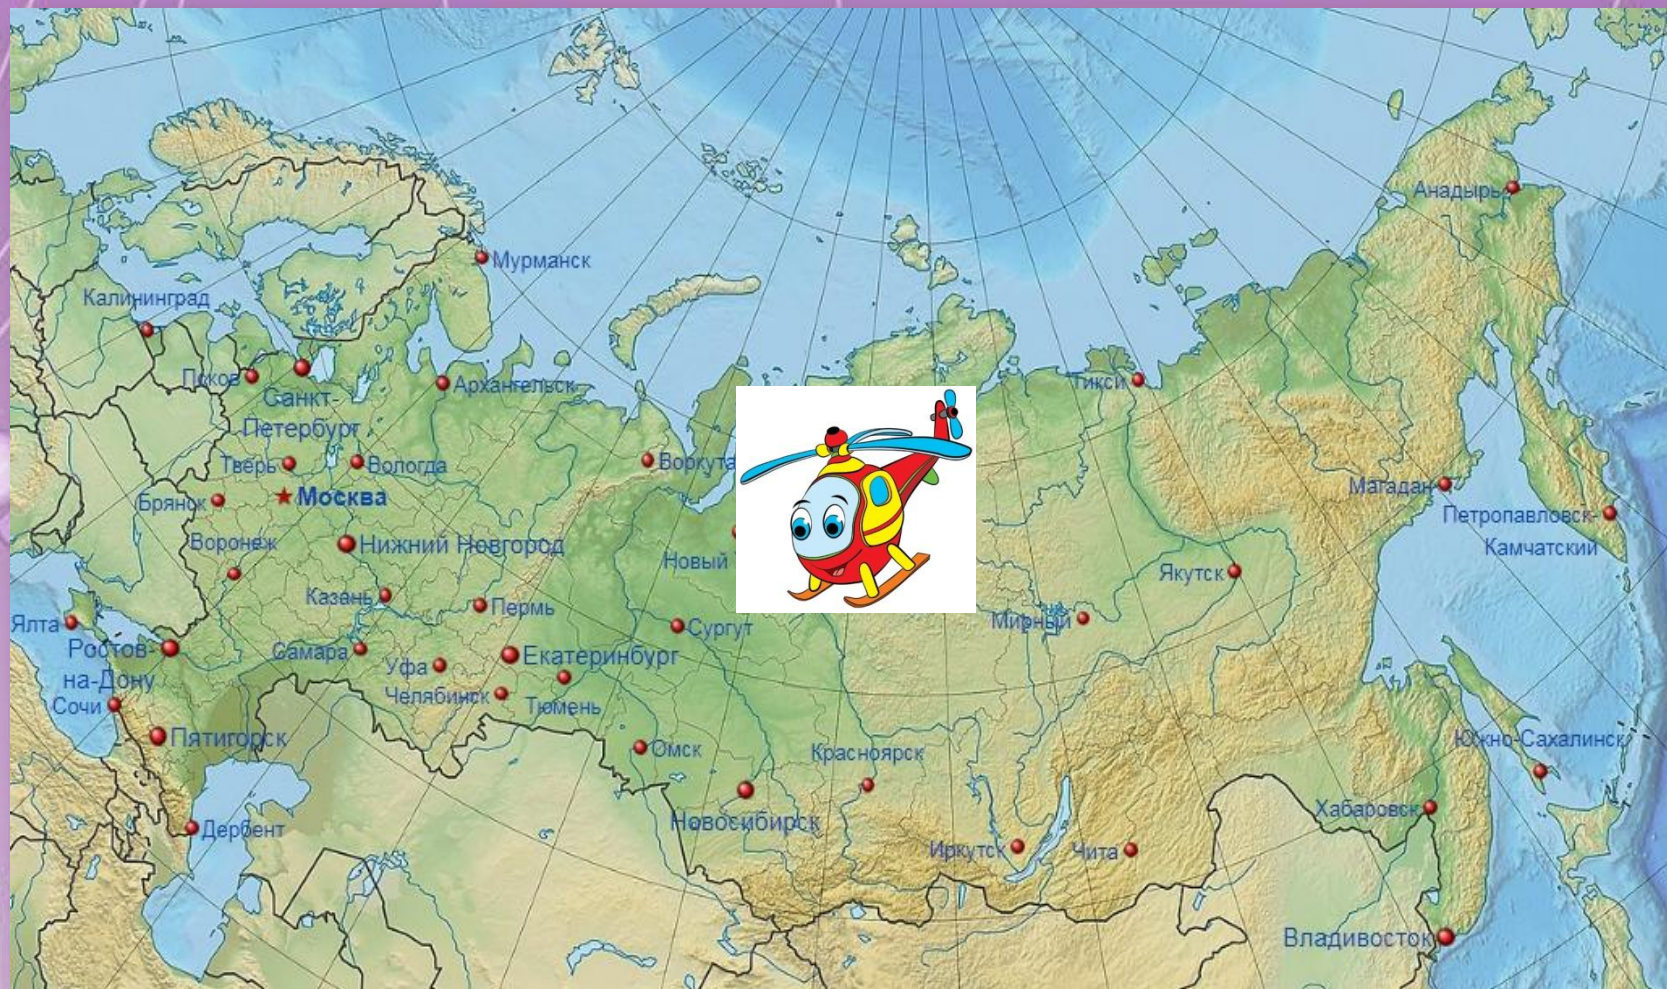 Анадырь
Мурманск
Калининград
Псков
Санкт-
Петербург
Архангельск
Тикси
Тверь
Вологда
Воркута
Москва
Брянск
Магадан
Петропавловск-
Камчатский
Воронеж
Нижний Новгород
Новый
Якутск
Казань
Пермь
Мирный
Ялта
Ростов-
на-Дону
Самара
Сургут
Уфа
Екатеринбург
Челябинск
Тюмень
Сочи
Пятигорск
Омск
Красноярск
Южно-Сахалинск
Новосибирск
Хабаровск
Дербент
Иркутск
Чита
Владивосток